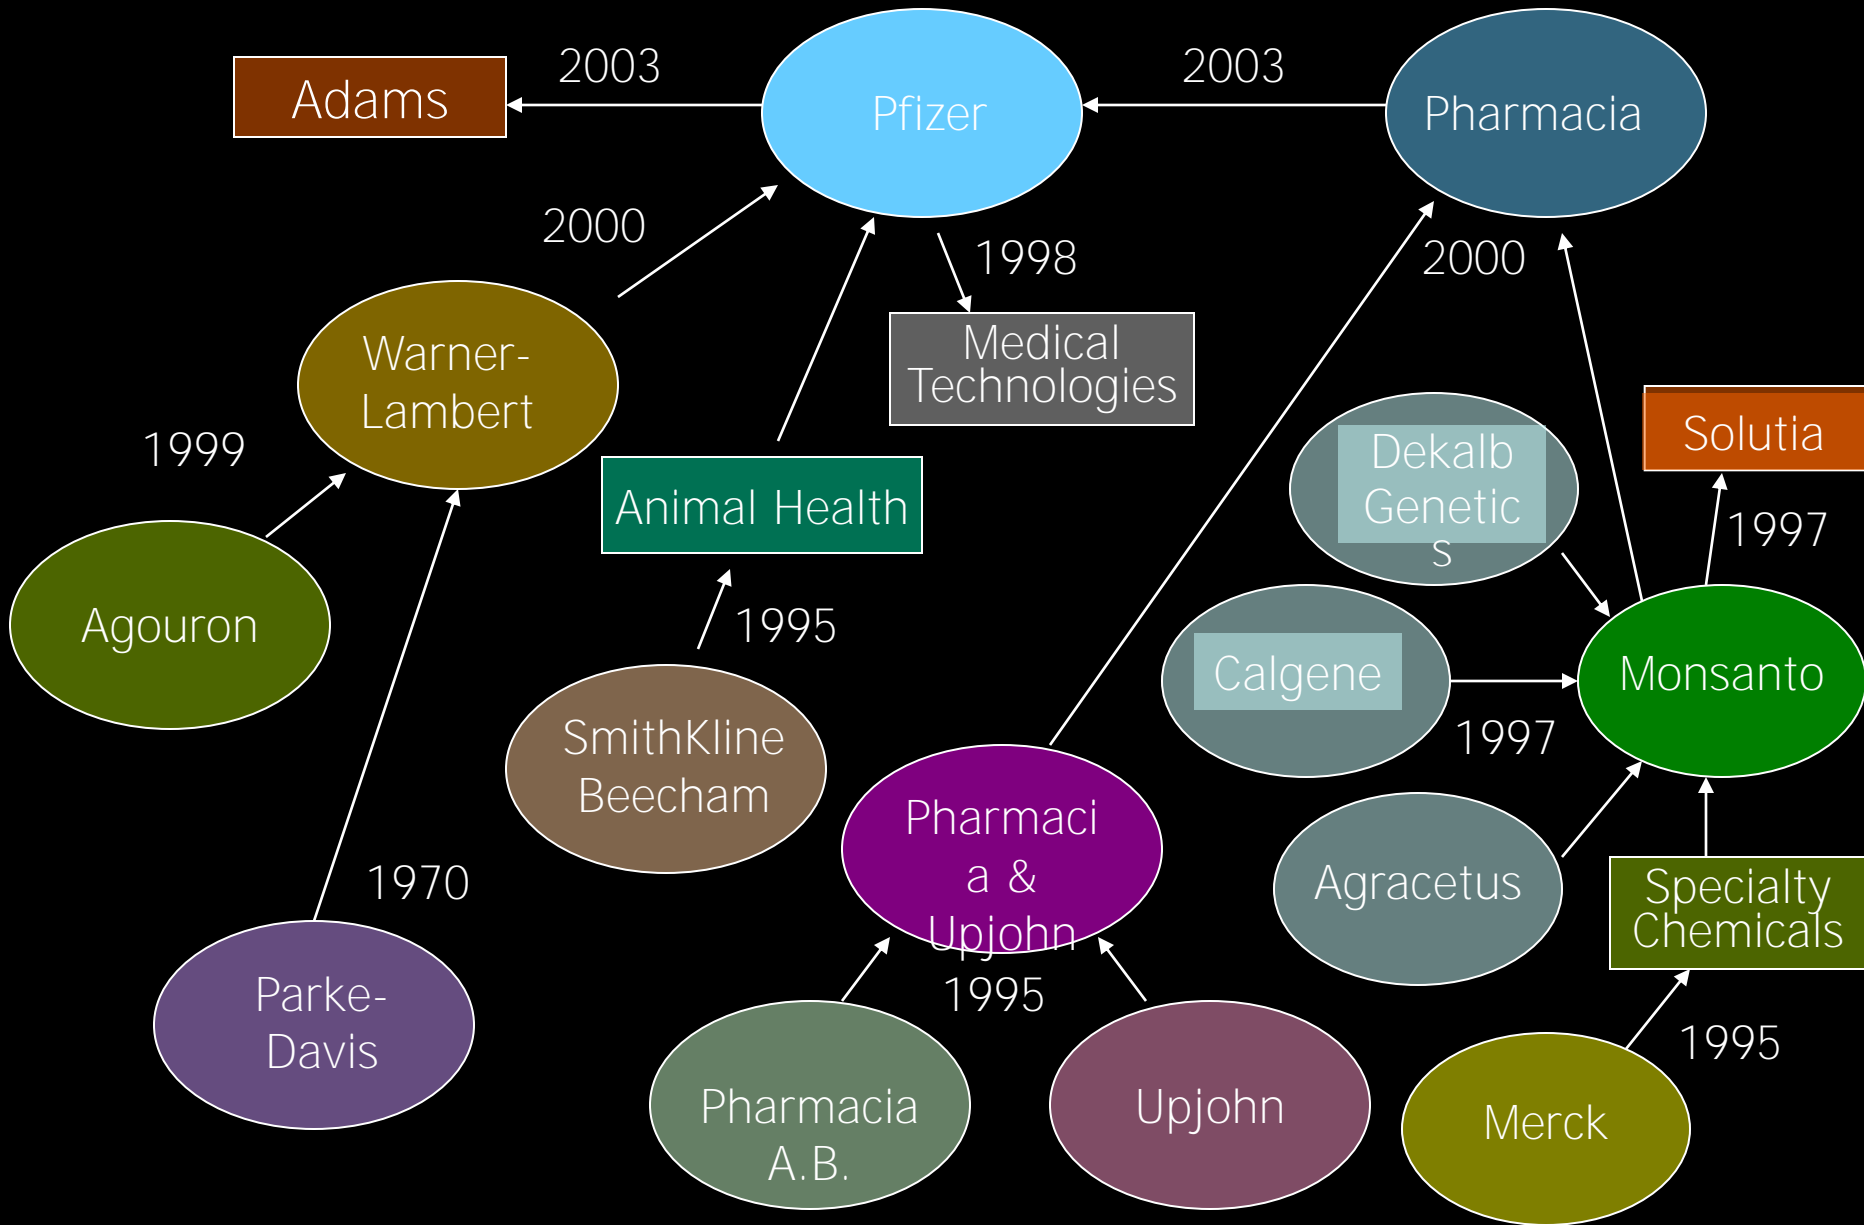 2003
2003
Adams
Pfizer
Pharmacia
2000
1998
2000
Medical
Technologies
Warner-
Lambert
Solutia
Dekalb
Genetic
s
1999
Animal Health
1997
Agouron
1995
Calgene
Monsanto
1997
SmithKline
Beecham
Pharmaci
a &
Upjohn
1970
Agracetus
Specialty
Chemicals
Parke-
Davis
1995
1995
Pharmacia
A.B.
Upjohn
Merck